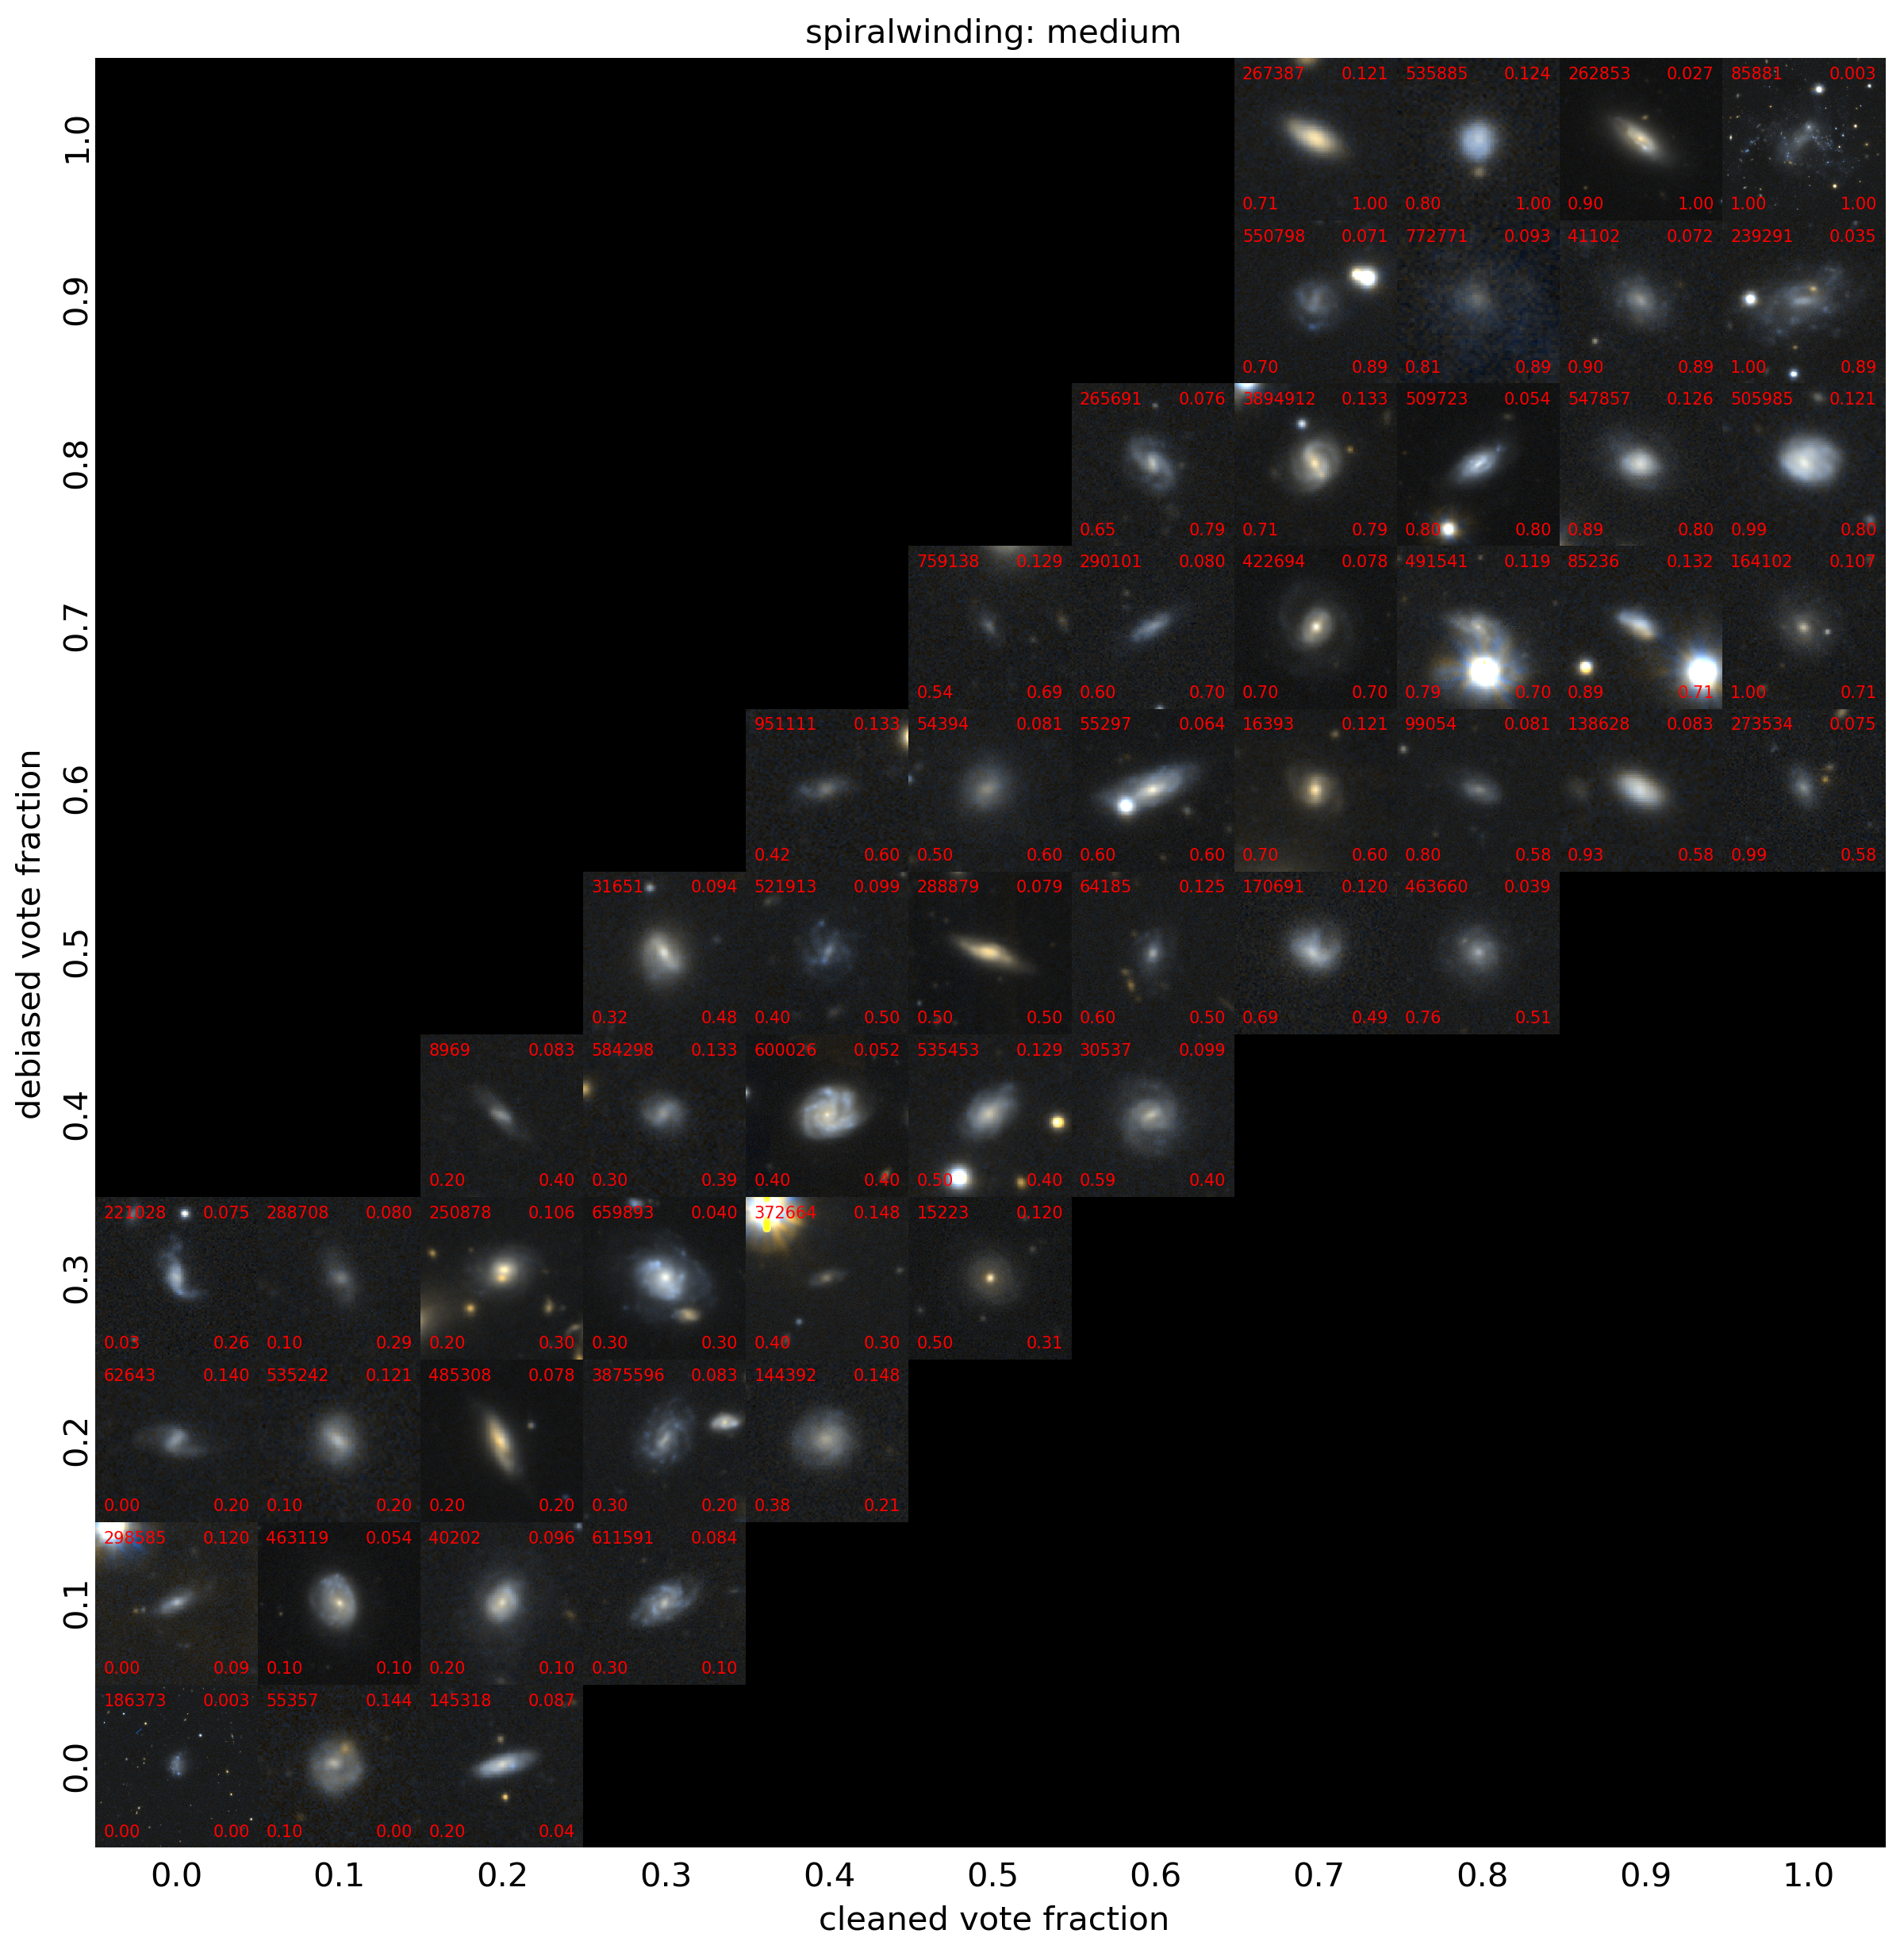 spiralwinding: medium
debiased vote fraction
1.0
267387 0.121 535885 0.124 262853 0.027 85881 0.003
0.71 1.00 0.80 1.00 0.90 1.00 1.00 1.00
0.9
550798 0.071 772771 0.093 41102 0.072 239291 0.035
0.70 0.89 0.81 0.89 0.90 0.89 1.00 0.89
0.8
265691 0.076 3894912 0.133 509723 0.054 547857 0.126 505985 0.121
0.65 0.79 0.71 0.79 0.80 0.80 0.89 0.80 0.99 0.80
0.7
759138 0.129 290101 0.080 422694 0.078 491541 0.119 85236 0.132 164102 0.107
0.54 0.69 0.60 0.70 0.70 0.70 0.79 0.70 0.89 0.71 1.00 0.71
0.6
951111 0.133 54394 0.081 55297 0.064 16393 0.121 99054 0.081 138628 0.083 273534 0.075
0.42 0.60 0.50 0.60 0.60 0.60 0.70 0.60 0.80 0.58 0.93 0.58 0.99 0.58
0.5
31651 0.094 521913 0.099 288879 0.079 64185 0.125 170691 0.120 463660 0.039
0.32 0.48 0.40 0.50 0.50 0.50 0.60 0.50 0.69 0.49 0.76 0.51
0.4
8969 0.083 584298 0.133 600026 0.052 535453 0.129 30537 0.099
0.20 0.40 0.30 0.39 0.40 0.40 0.50 0.40 0.59 0.40
0.3
221028 0.075 288708 0.080 250878 0.106 659893 0.040 372664 0.148 15223 0.120
0.03 0.26 0.10 0.29 0.20 0.30 0.30 0.30 0.40 0.30 0.50 0.31
0.2
62643 0.140 535242 0.121 485308 0.078 3875596 0.083 144392 0.148
0.00 0.20 0.10 0.20 0.20 0.20 0.30 0.20 0.38 0.21
0.1
298585 0.120 463119 0.054 40202 0.096 611591 0.084
0.00 0.09 0.10 0.10 0.20 0.10 0.30 0.10
0.0
186373 0.003 55357 0.144 145318 0.087
0.00 0.00 0.10 0.00 0.20 0.04
0.0 0.1 0.2 0.3 0.4 0.5 0.6 0.7 0.8 0.9 1.0
cleaned vote fraction